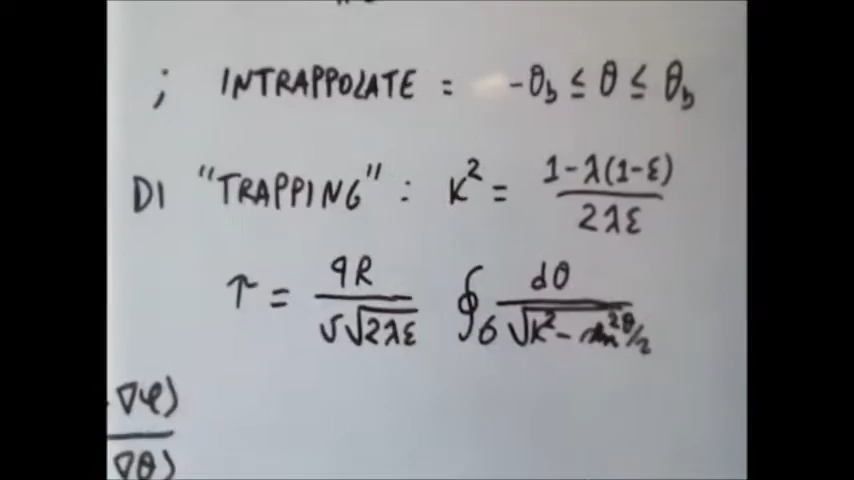 ; INTRAPPOLATE = -θb ≤ θ ≤ θb
DI "TRAPPING" : K² = 1-λ(1-ε) / 2λε
τ = qR / v√2λε ∮σ dθ / √K² - sin²θ/2
·∇φ)
∇θ)